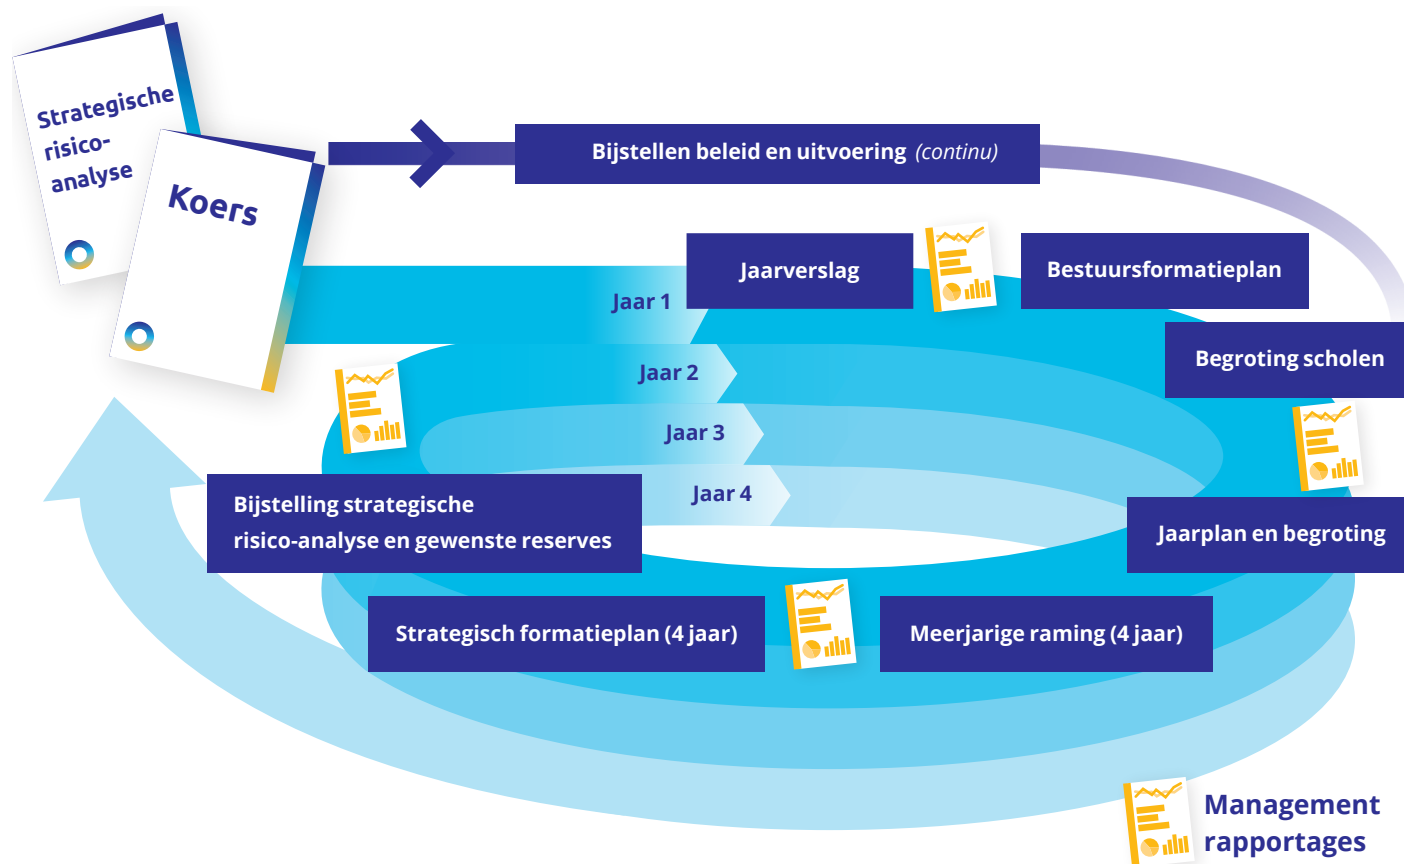 Strategische
risico-
analyse
Koers
Bijstellen beleid en uitvoering (continu)
Jaarverslag
Bestuursformatieplan
Jaar 1
Begroting scholen
Jaar 2
Jaar 3
Jaar 4
Bijstelling strategische
risico-analyse en gewenste reserves
Jaarplan en begroting
Strategisch formatieplan (4 jaar)
Meerjarige raming (4 jaar)
Management
rapportages